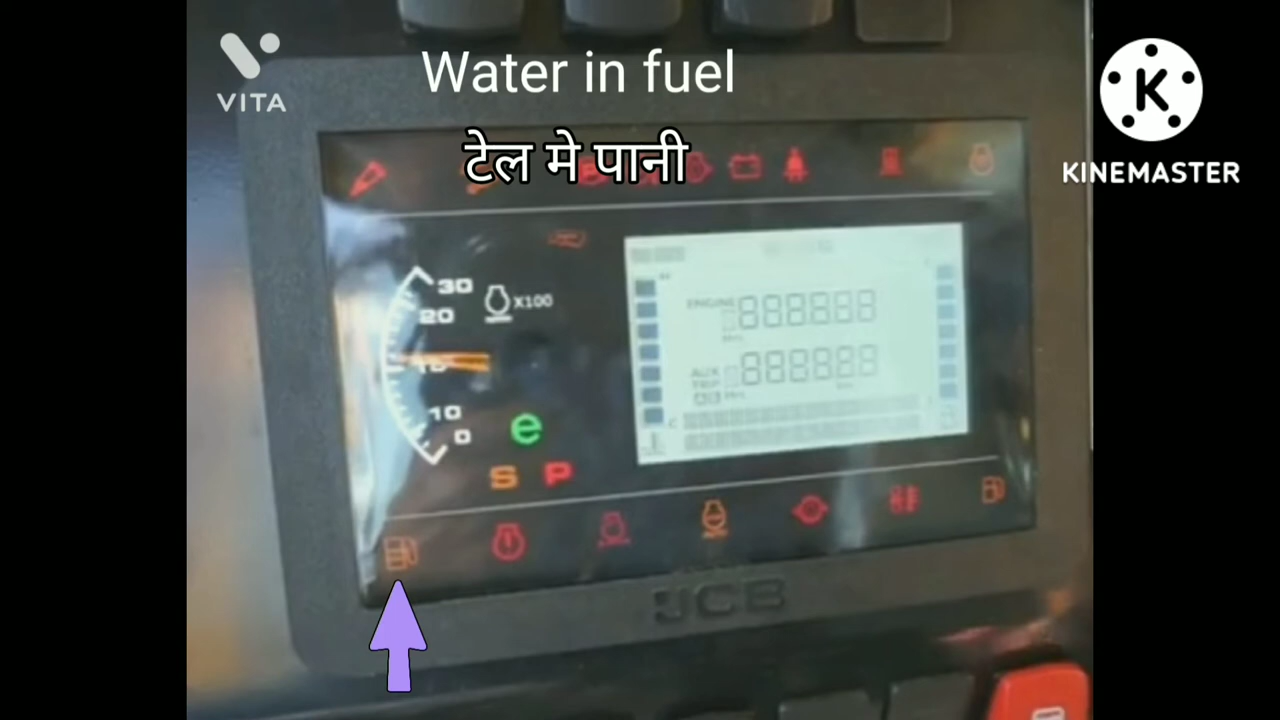 Water in fuel
VITA
टेल मे पानी
KINEMASTER
30
20
X100
ENGINE
888888
10
0
AUX
TRIP
888888
e
S P
JCB